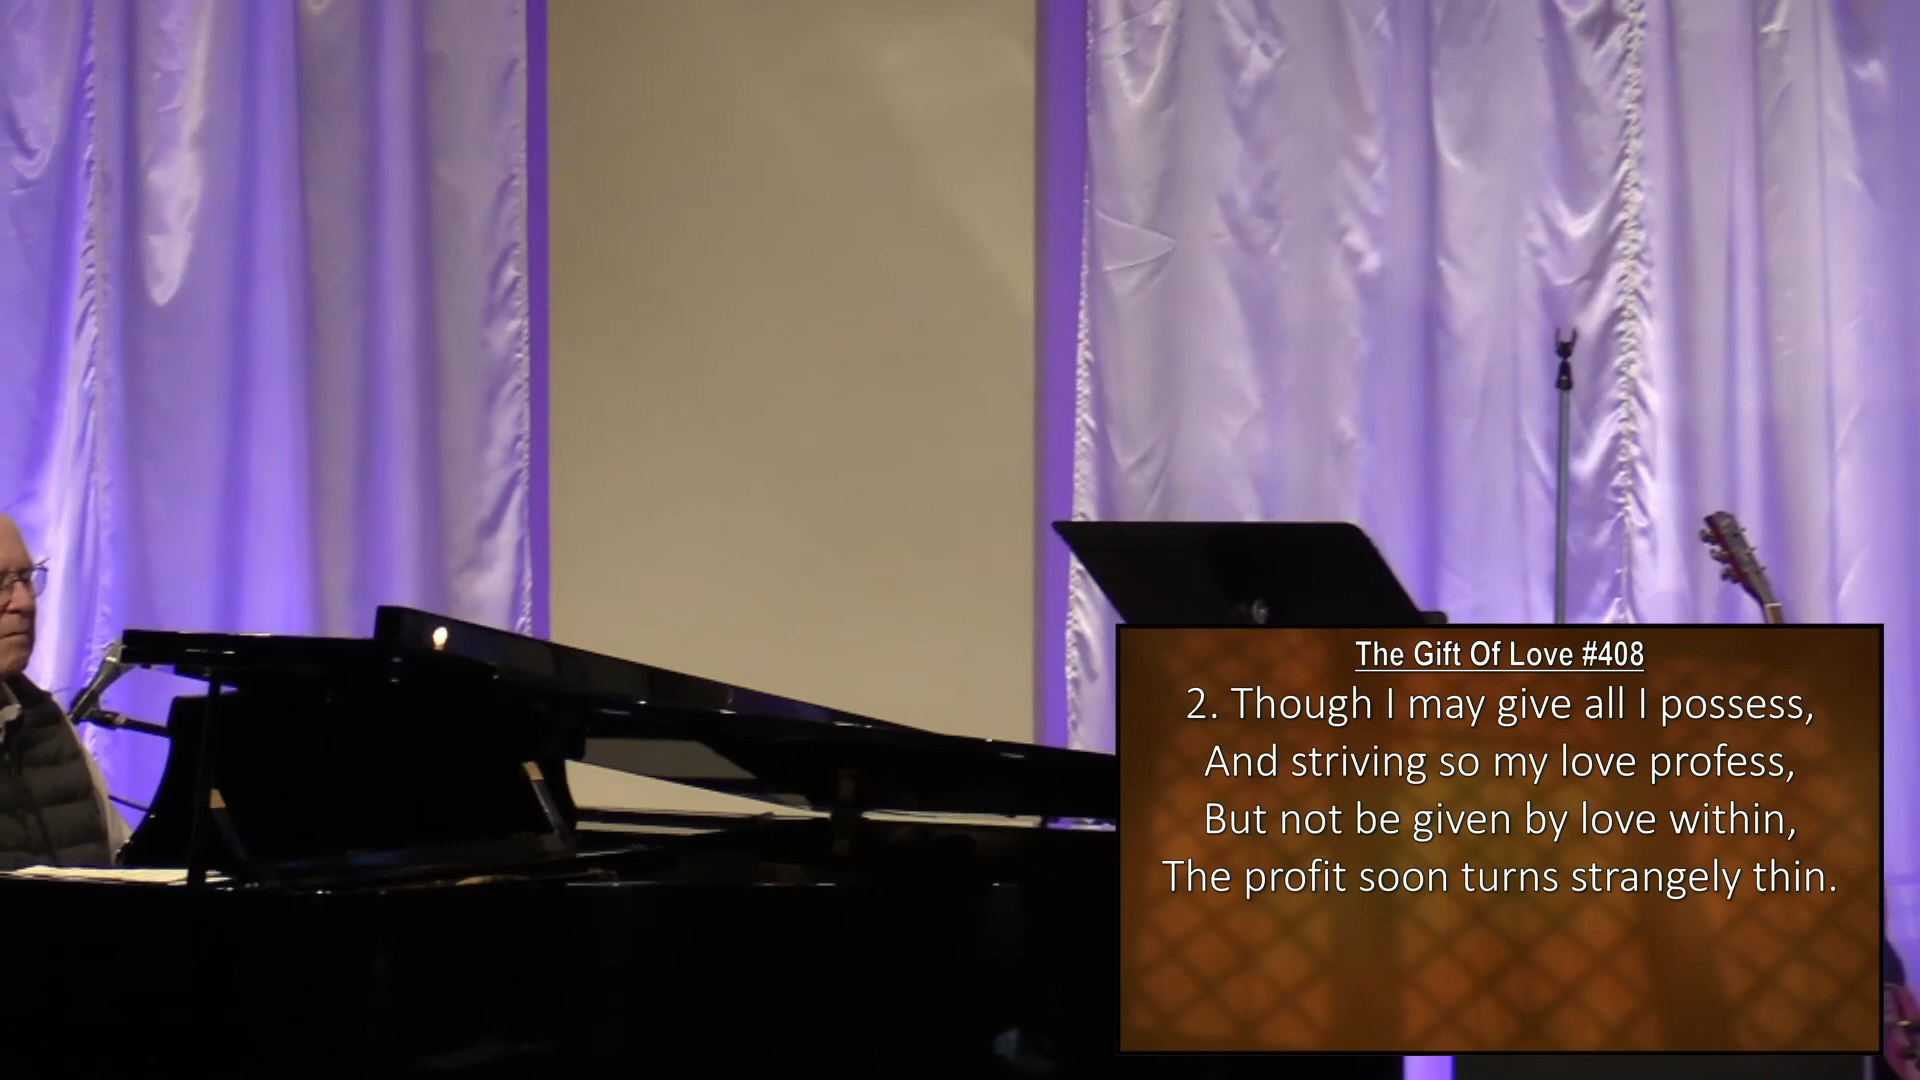 The Gift Of Love #408
2. Though I may give all I possess,
And striving so my love profess,
But not be given by love within,
The profit soon turns strangely thin.